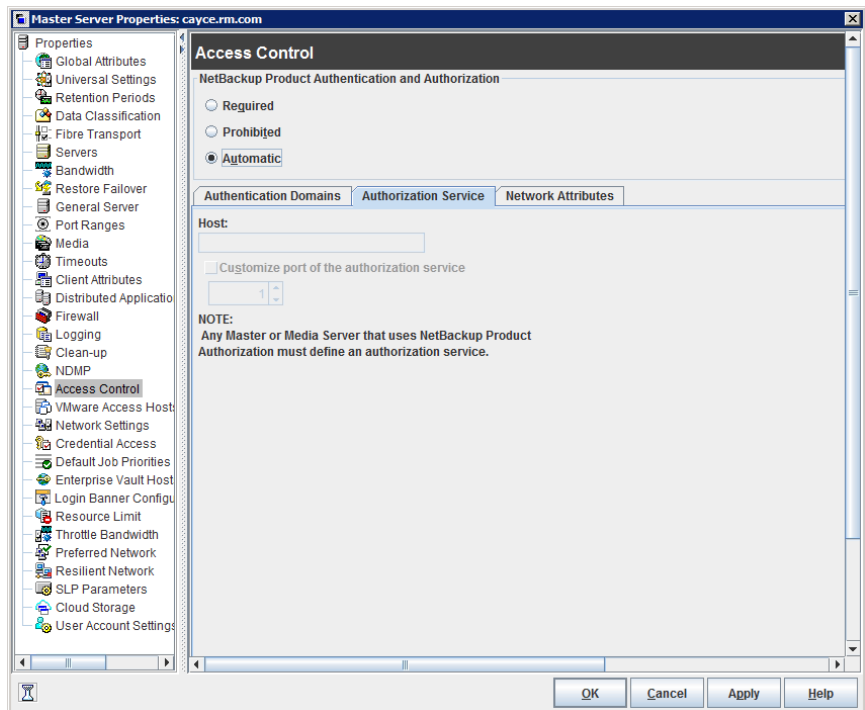 Master Server Properties: cayce.rm.com
Properties
Global Attributes
Universal Settings
Retention Periods
Data Classification
Fibre Transport
Servers
Bandwidth
Restore Failover
General Server
Port Ranges
Media
Timeouts
Client Attributes
Distributed Applicatio
Firewall
Logging
Clean-up
NDMP
Access Control
VMware Access Hosts
Network Settings
Credential Access
Default Job Priorities
Enterprise Vault Host
Login Banner Configu
Resource Limit
Throttle Bandwidth
Preferred Network
Resilient Network
SLP Parameters
Cloud Storage
User Account Settings
Access Control
NetBackup Product Authentication and Authorization
Required
Prohibited
Automatic
Authentication Domains
Authorization Service
Network Attributes
Host:
Customize port of the authorization service
1
NOTE:
Any Master or Media Server that uses NetBackup Product
Authorization must define an authorization service.
OK
Cancel
Apply
Help